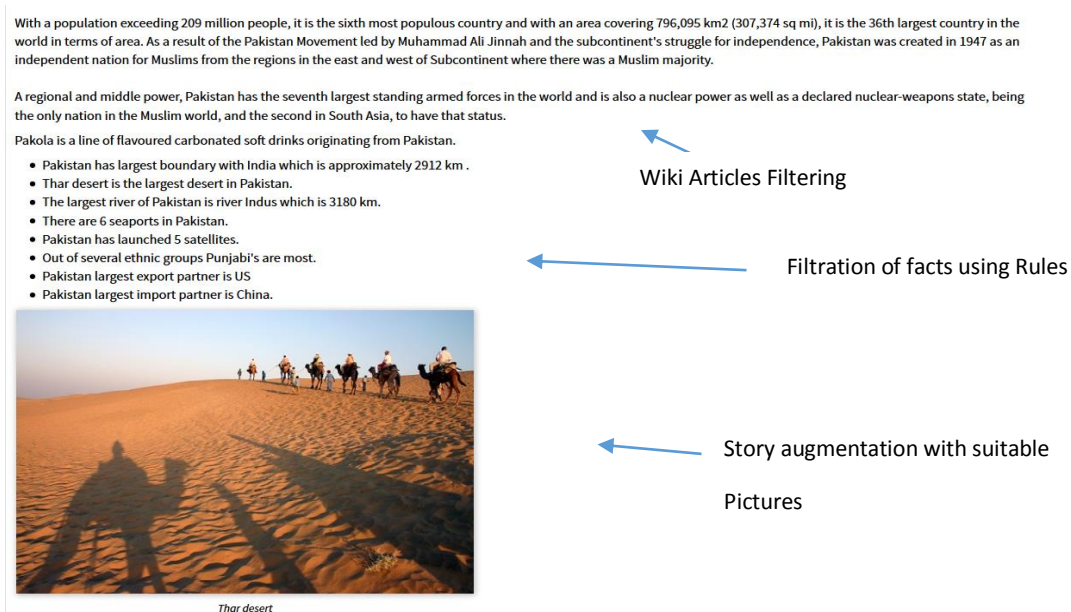 With a population exceeding 209 million people, it is the sixth most populous country and with an area covering 796,095 km2 (307,374 sq mi), it is the 36th largest country in the
world in terms of area. As a result of the Pakistan Movement led by Muhammad Ali Jinnah and the subcontinent's struggle for independence, Pakistan was created in 1947 as an
independent nation for Muslims from the regions in the east and west of Subcontinent where there was a Muslim majority.
A regional and middle power, Pakistan has the seventh largest standing armed forces in the world and is also a nuclear power as well as a declared nuclear-weapons state, being
the only nation in the Muslim world, and the second in South Asia, to have that status.
Pakola is a line of flavoured carbonated soft drinks originating from Pakistan.
• Pakistan has largest boundary with India which is approximately 2912 km .
• Thar desert is the largest desert in Pakistan.
• The largest river of Pakistan is river Indus which is 3180 km.
• There are 6 seaports in Pakistan.
• Pakistan has launched 5 satellites.
• Out of several ethnic groups Punjabi's are most.
• Pakistan largest export partner is US
• Pakistan largest import partner is China.
Wiki Articles Filtering
Filtration of facts using Rules
Story augmentation with suitable
Pictures
Thar desert